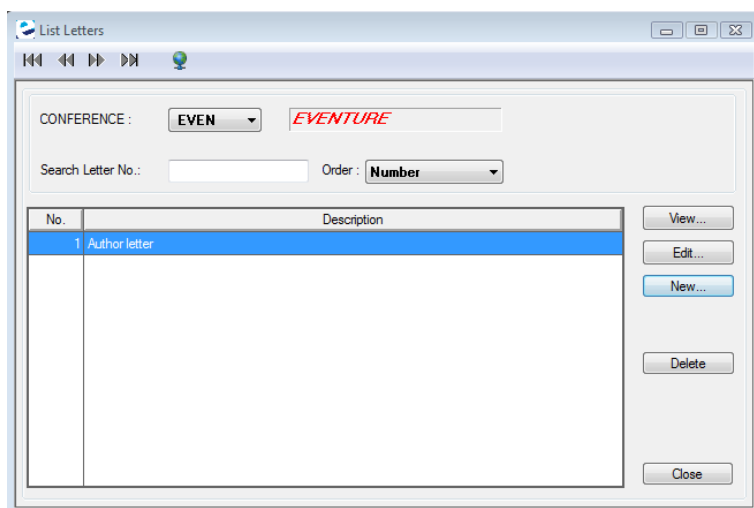 List Letters
CONFERENCE : EVEN EVENTURE
Search Letter No.: Order : Number
No. Description View...
1 Author letter
Edit...
New...
Delete
Close